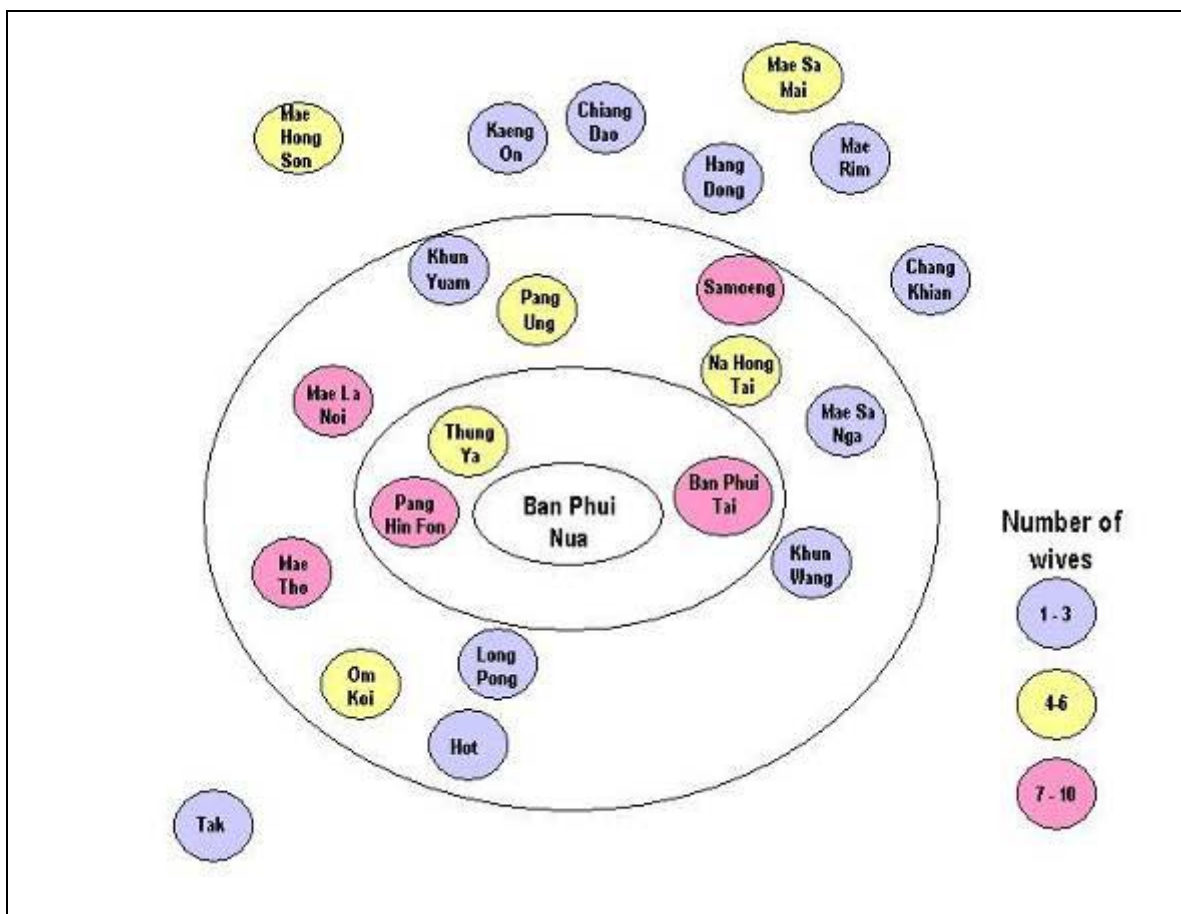 Mae Sa
Mai
Mae
Hong
Son
Kaeng
On
Chiang
Dao
Hang
Dong
Mae
Rim
Khun
Yuam
Pang
Ung
Samoeng
Chang
Khian
Na Hong
Tai
Mae La
Noi
Mae Sa
Nga
Thung
Ya
Pang
Hin Fon
Ban Phui
Nua
Ban Phui
Tai
Khun
Wang
Mae
Tho
Om
Koi
Long
Pong
Hot
Tak
Number of
wives
1 - 3
4-6
7 - 10